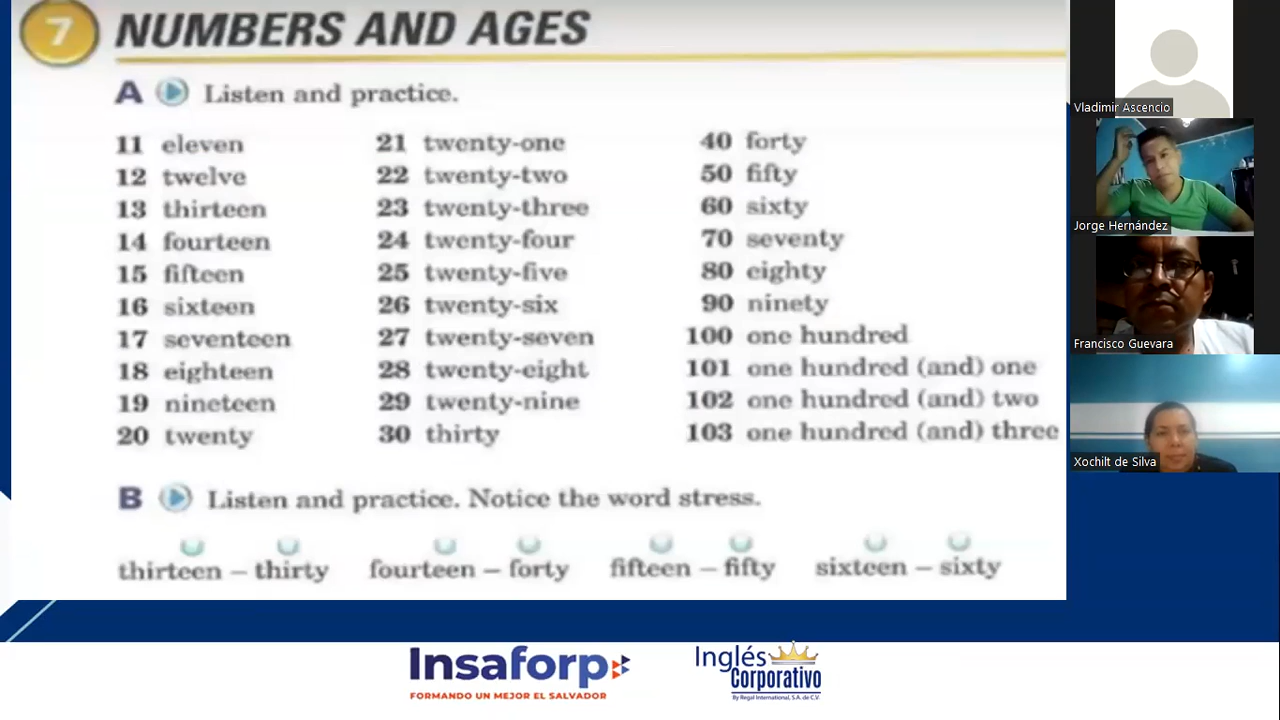 7 NUMBERS AND AGES
A Listen and practice.
11 eleven 21 twenty-one 40 forty
12 twelve 22 twenty-two 50 fifty
13 thirteen 23 twenty-three 60 sixty
14 fourteen 24 twenty-four 70 seventy
15 fifteen 25 twenty-five 80 eighty
16 sixteen 26 twenty-six 90 ninety
17 seventeen 27 twenty-seven 100 one hundred
18 eighteen 28 twenty-eight 101 one hundred (and) one
19 nineteen 29 twenty-nine 102 one hundred (and) two
20 twenty 30 thirty 103 one hundred (and) three
B Listen and practice. Notice the word stress.
thirteen – thirty fourteen – forty fifteen – fifty sixteen – sixty
Vladimir Ascencio
Jorge Hernández
Francisco Guevara
Xochilt de Silva
Insaforp
FORMANDO UN MEJOR EL SALVADOR
Inglés
Corporativo
By Regal International, S.A. de C.V.